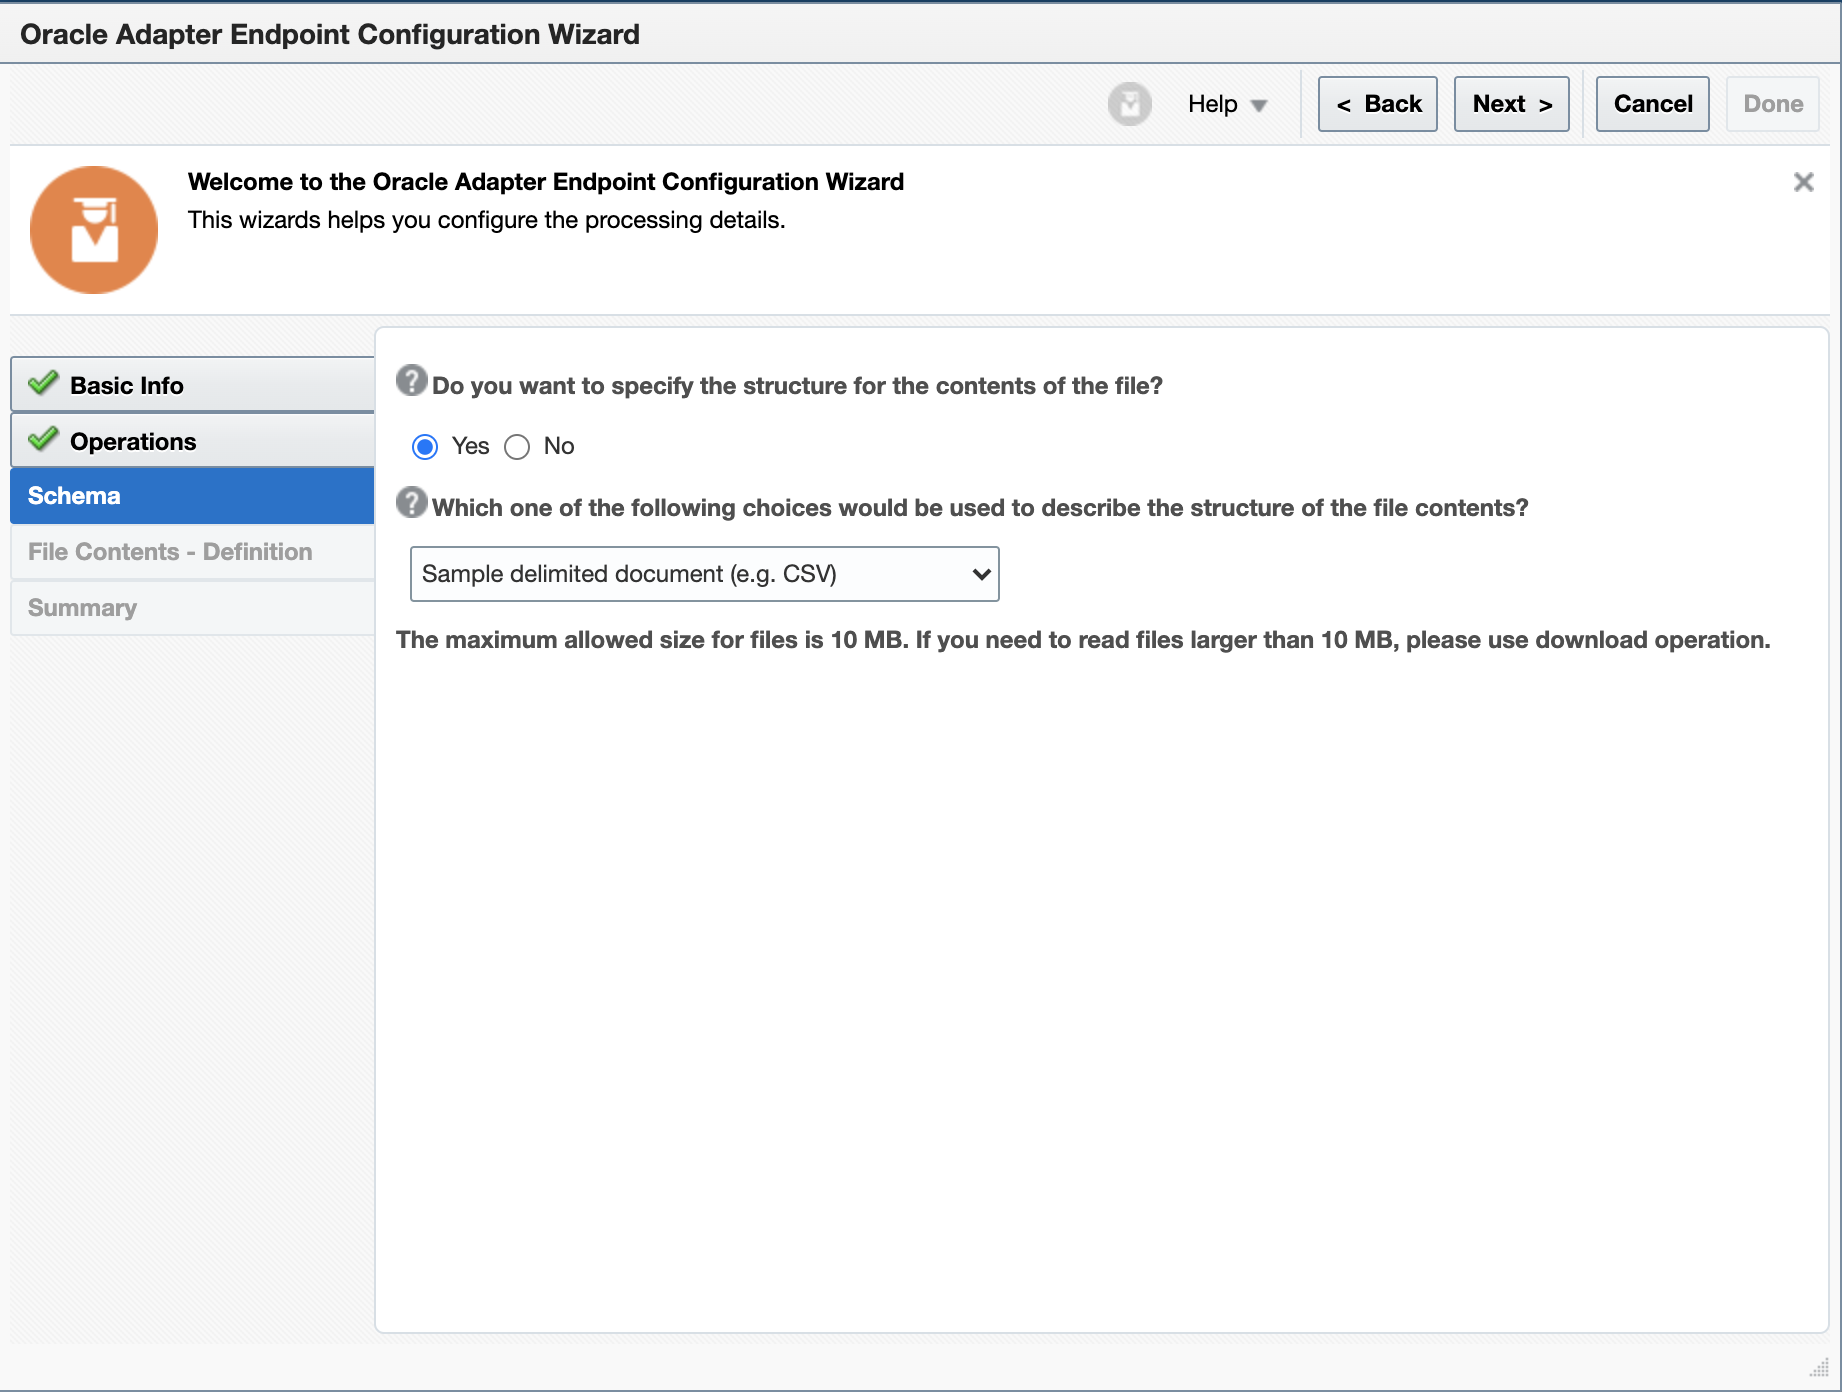 Oracle Adapter Endpoint Configuration Wizard
Help
< Back
Next >
Cancel
Done
Welcome to the Oracle Adapter Endpoint Configuration Wizard
This wizards helps you configure the processing details.
Basic Info
Operations
Schema
File Contents - Definition
Summary
Do you want to specify the structure for the contents of the file?
Yes No
Which one of the following choices would be used to describe the structure of the file contents?
Sample delimited document (e.g. CSV)
The maximum allowed size for files is 10 MB. If you need to read files larger than 10 MB, please use download operation.